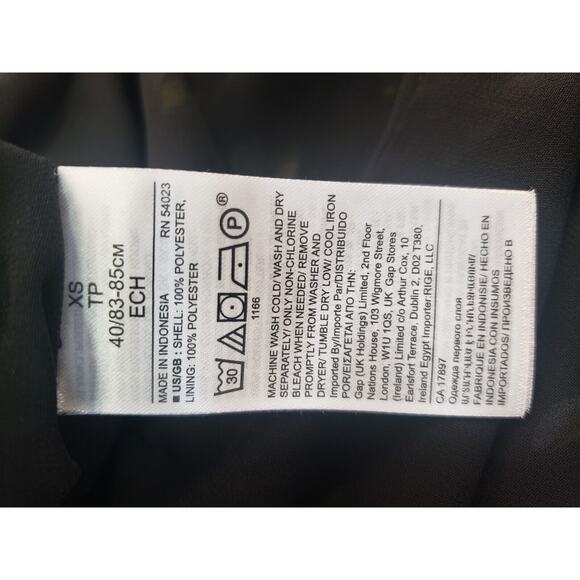 XS
TP
40/83-85CM
ECH
MADE IN INDONESIA RN 54023
■ US/GB : SHELL: 100% POLYESTER,
LINING: 100% POLYESTER
30 P ®
1166
MACHINE WASH COLD/ WASH AND DRY
SEPARATELY/ ONLY NON-CHLORINE
BLEACH WHEN NEEDED/ REMOVE
PROMPTLY FROM WASHER AND
DRYER/ TUMBLE DRY LOW/ COOL IRON
Imported By/Importe Par/DISTRIBUIDO
POR/ΕΙΣΑΓΕΤΑΙ ΑΠΟ ΤΗΝ:
Gap (UK Holdings) Limited, 2nd Floor
Nations House, 103 Wigmore Street,
London, W1U 1QS, UK Gap Stores
(Ireland) Limited c/o Arthur Cox, 10
Earlsfort Terrace, Dublin 2, D02 T380,
Ireland Egypt Importer:RIGE, LLC
CA 17897
Одежда первого слоя
FABRIQUE EN INDONISIE/ HECHO EN
INDONESIA CON INSUMOS
IMPORTADOS/ ПРОИЗВЕДЕНО В